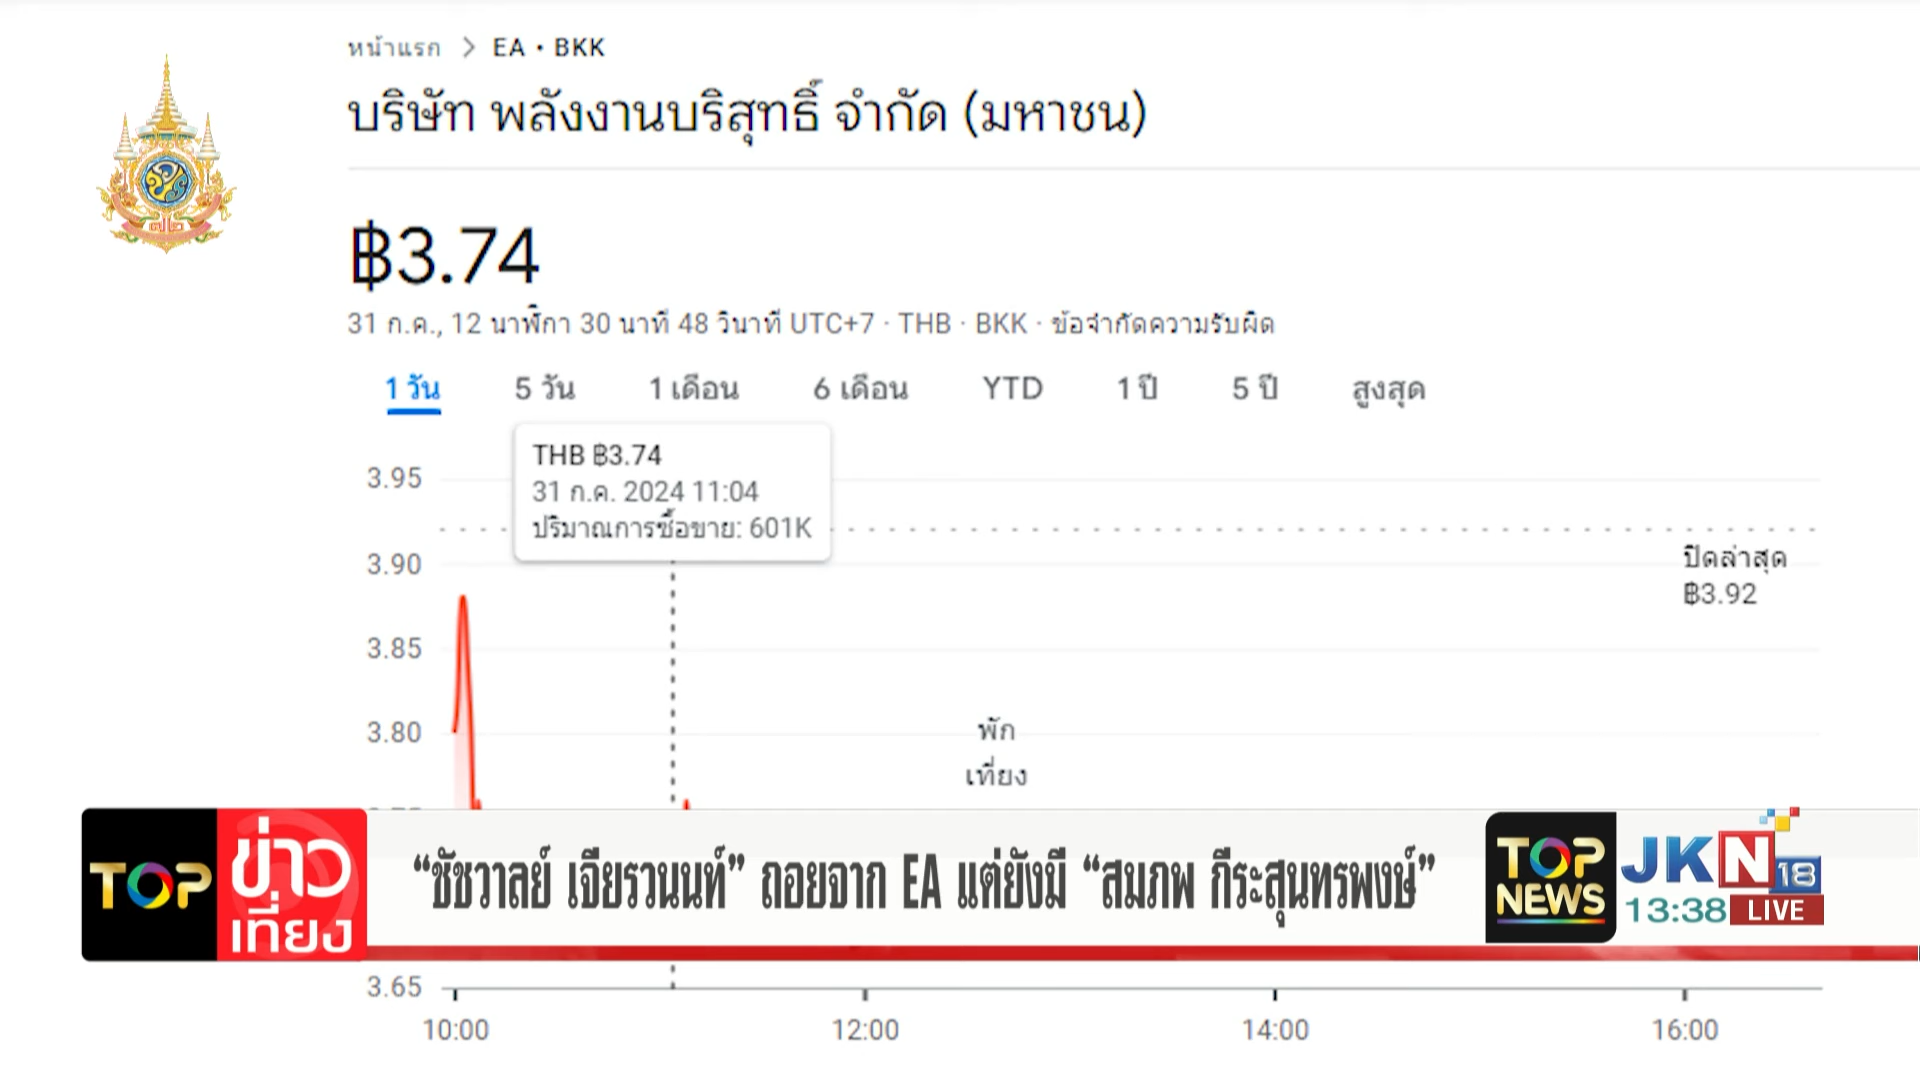 หน้าแรก > EA • BKK
บริษัท พลังงานบริสุทธิ์ จำกัด (มหาชน)
฿3.74
31 ก.ค., 12 นาฬิกา 30 นาที 48 วินาที UTC+7 · THB · BKK · ข้อจำกัดความรับผิด
1 วัน 5 วัน 1 เดือน 6 เดือน YTD 1 ปี 5 ปี สูงสุด
THB ฿3.74
31 ก.ค. 2024 11:04
ปริมาณการซื้อขาย: 601K
3.95
3.90
3.85
3.80
ปิดล่าสุด
฿3.92
พัก
เที่ยง
TOP ข่าว
เที่ยง
“ชัชวาลย์ เจียรวนนท์” ถอยจาก EA แต่ยังมี “สมภพ กีระสุนทรพงษ์”
TOP
NEWS
JKN 18
13:38 LIVE
3.65
10:00 12:00 14:00 16:00
๗๒